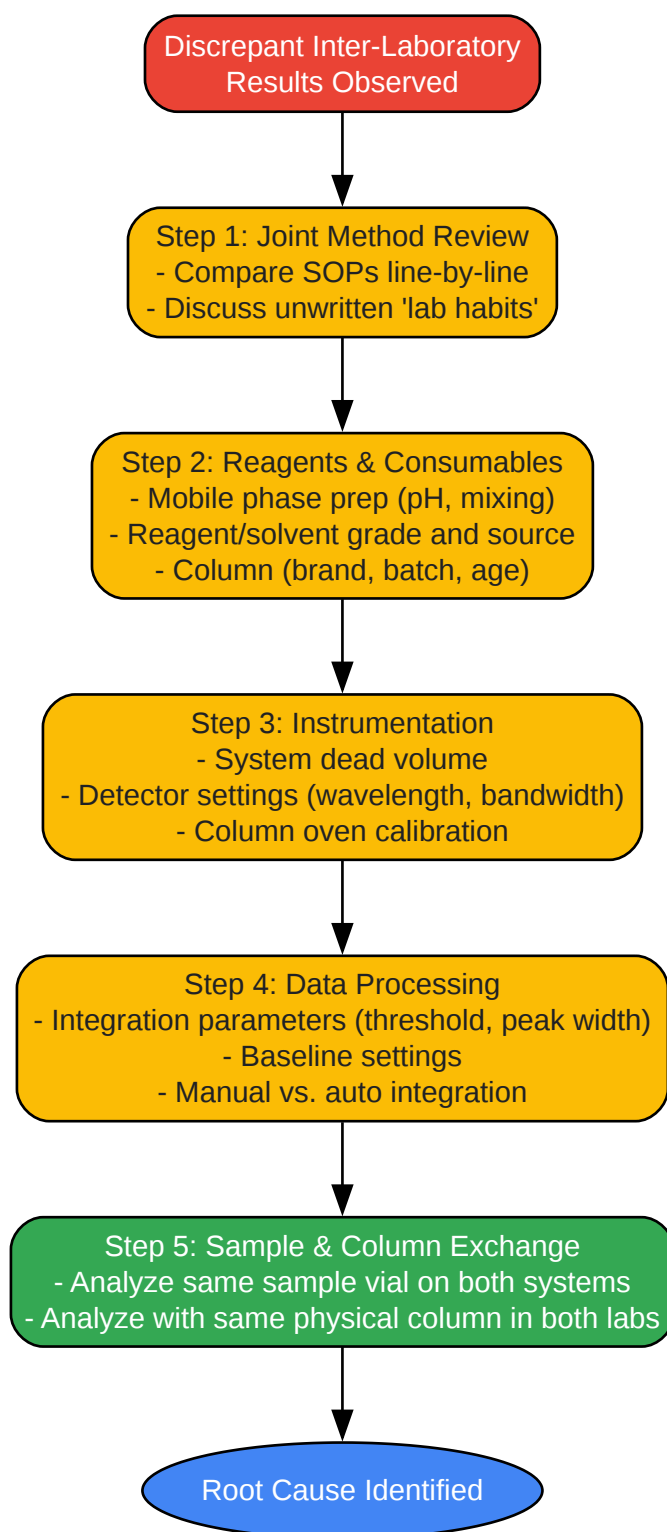 Discrepant Inter-Laboratory
Results Observed
Step 1: Joint Method Review
- Compare SOPs line-by-line
- Discuss unwritten 'lab habits'
Step 2: Reagents & Consumables
- Mobile phase prep (pH, mixing)
- Reagent/solvent grade and source
- Column (brand, batch, age)
Step 3: Instrumentation
- System dead volume
- Detector settings (wavelength, bandwidth)
- Column oven calibration
Step 4: Data Processing
- Integration parameters (threshold, peak width)
- Baseline settings
- Manual vs. auto integration
Step 5: Sample & Column Exchange
- Analyze same sample vial on both systems
- Analyze with same physical column in both labs
Root Cause Identified